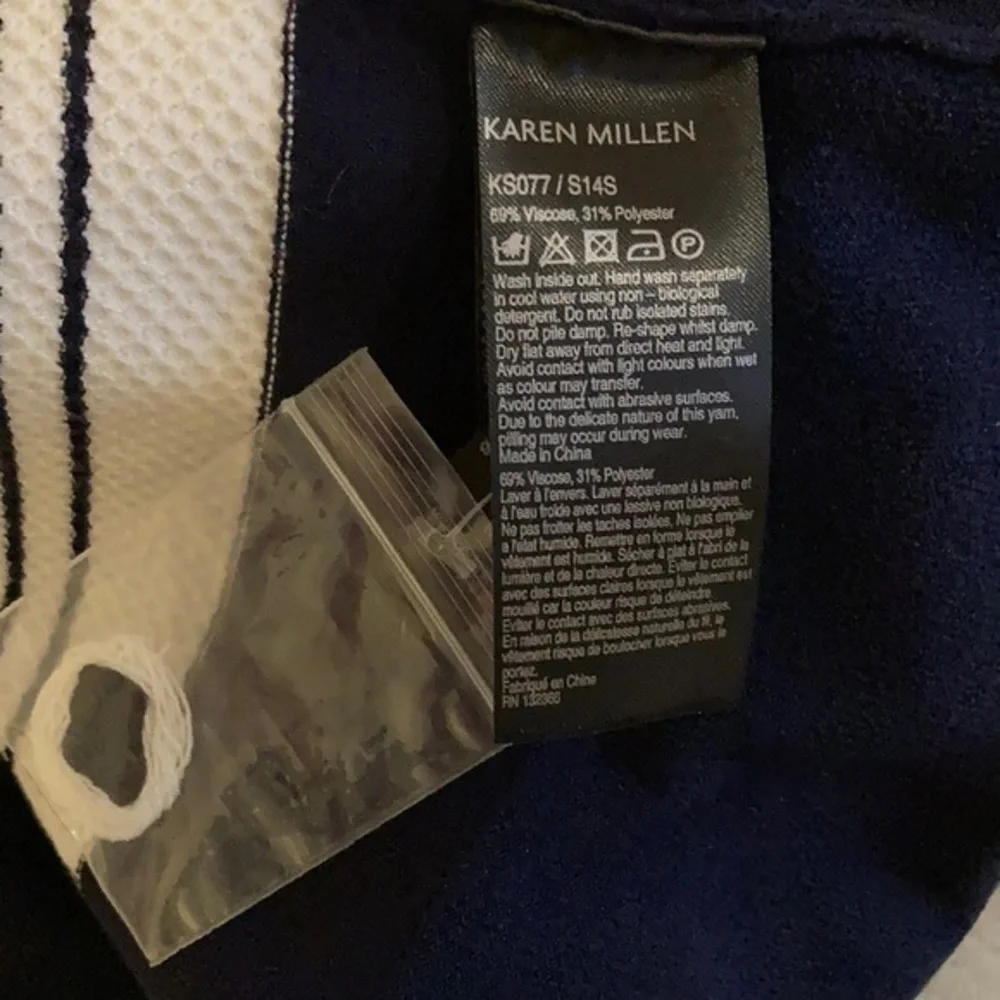 KAREN MILLEN
KS077 / S14S
69% Viscose, 31% Polyester
P
Wash inside out. Hand wash separately
in cool water using non – biological
detergent. Do not rub isolated stains.
Do not pile damp. Re-shape whilst damp.
Dry flat away from direct heat and light.
Avoid contact with light colours when wet
as colour may transfer.
Avoid contact with abrasive surfaces.
Due to the delicate nature of this yarn,
pilling may occur during wear.
Made in China
69% Viscose, 31% Polyester
Laver à l'envers. Laver séparément à la main et
à l'eau froide avec une lessive non biologique.
Ne pas frotter les taches isolées. Ne pas empiler
a l'etat humide. Remettre en forme lorsque le
vêtement est humide. Sécher à plat à l'abri de la
lumière et de la chaleur directe. Eviter le contact
avec des surfaces claires lorsque le vêtement est
mouillé car la couleur risque de déteindre.
Eviter le contact avec des surfaces abrasives.
En raison de la délicatesse naturelle du fil, le
vêtement risque de boulocher lorsque vous le
portez.
Fabriqué en China
RN